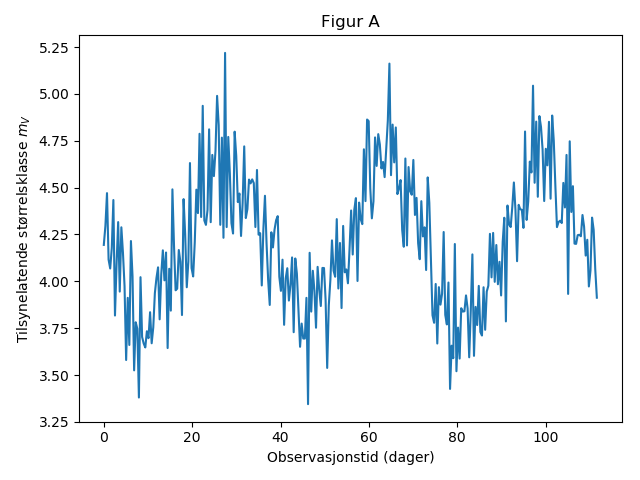 Figur A
Tilsynelatende størrelsklasse $m_V$
5.25
5.00
4.75
4.50
4.25
4.00
3.75
3.50
3.25
0 20 40 60 80 100
Observasjonstid (dager)